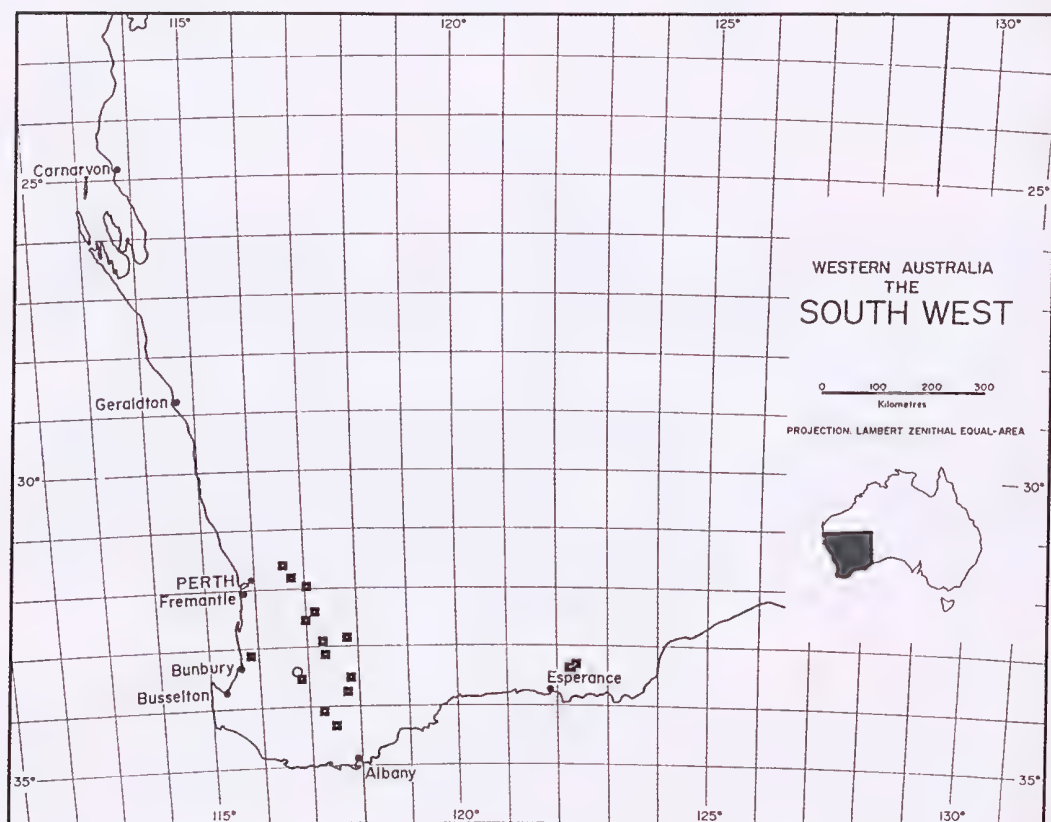 115° 120° 125° 130°
Carnarvon
25° 25°
WESTERN AUSTRALIA
THE
SOUTH WEST
0 100 200 300
Kilometres
Geraldton
PROJECTION: LAMBERT ZENITHAL EQUAL-AREA
30° 30°
PERTH
Fremantle
Bunbury
Esperance
Busselton
Albany
35° 35°
115° 120° 125° 130°